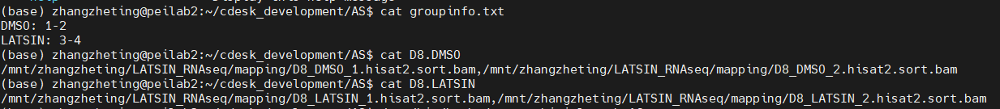 (base) zhangzheting@peilab2:~/cdesk_development/AS$ cat groupinfo.txt
DMSO: 1-2
LATSIN: 3-4
(base) zhangzheting@peilab2:~/cdesk_development/AS$ cat D8.DMSO
/mnt/zhangzheting/LATSIN_RNAseq/mapping/D8_DMSO_1.hisat2.sort.bam,/mnt/zhangzheting/LATSIN_RNAseq/mapping/D8_DMSO_2.hisat2.sort.bam
(base) zhangzheting@peilab2:~/cdesk_development/AS$ cat D8.LATSIN
/mnt/zhangzheting/LATSIN_RNAseq/mapping/D8_LATSIN_1.hisat2.sort.bam,/mnt/zhangzheting/LATSIN_RNAseq/mapping/D8_LATSIN_2.hisat2.sort.bam